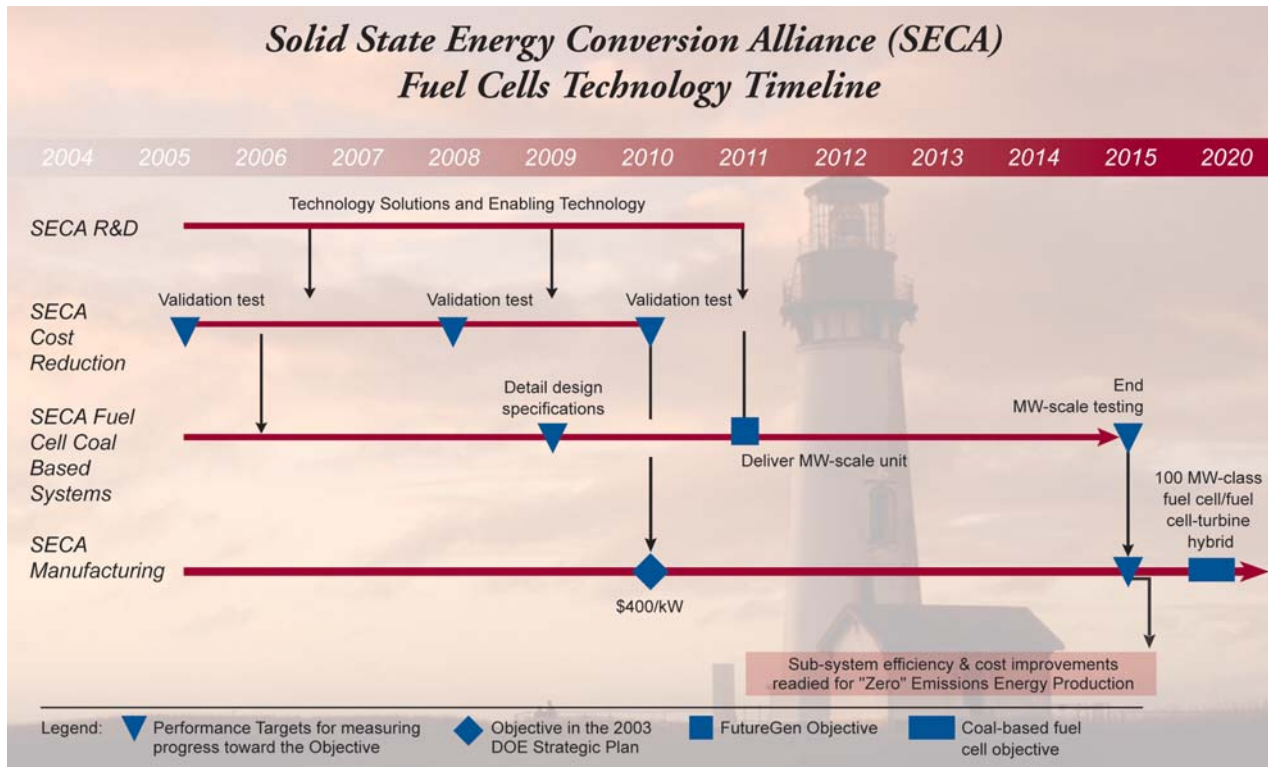 Solid State Energy Conversion Alliance (SECA)
Fuel Cells Technology Timeline
2004 2005 2006 2007 2008 2009 2010 2011 2012 2013 2014 2015 2020
Technology Solutions and Enabling Technology
SECA R&D
Validation test Validation test Validation test
SECA
Cost
Reduction
Detail design
specifications
End
MW-scale testing
SECA Fuel
Cell Coal
Based
Systems
Deliver MW-scale unit
100 MW-class
fuel cell/fuel
cell-turbine
hybrid
SECA
Manufacturing
$400/kW
Sub-system efficiency & cost improvements
readied for "Zero" Emissions Energy Production
Legend:
Performance Targets for measuring
progress toward the Objective
Objective in the 2003
DOE Strategic Plan
FutureGen Objective
Coal-based fuel
cell objective